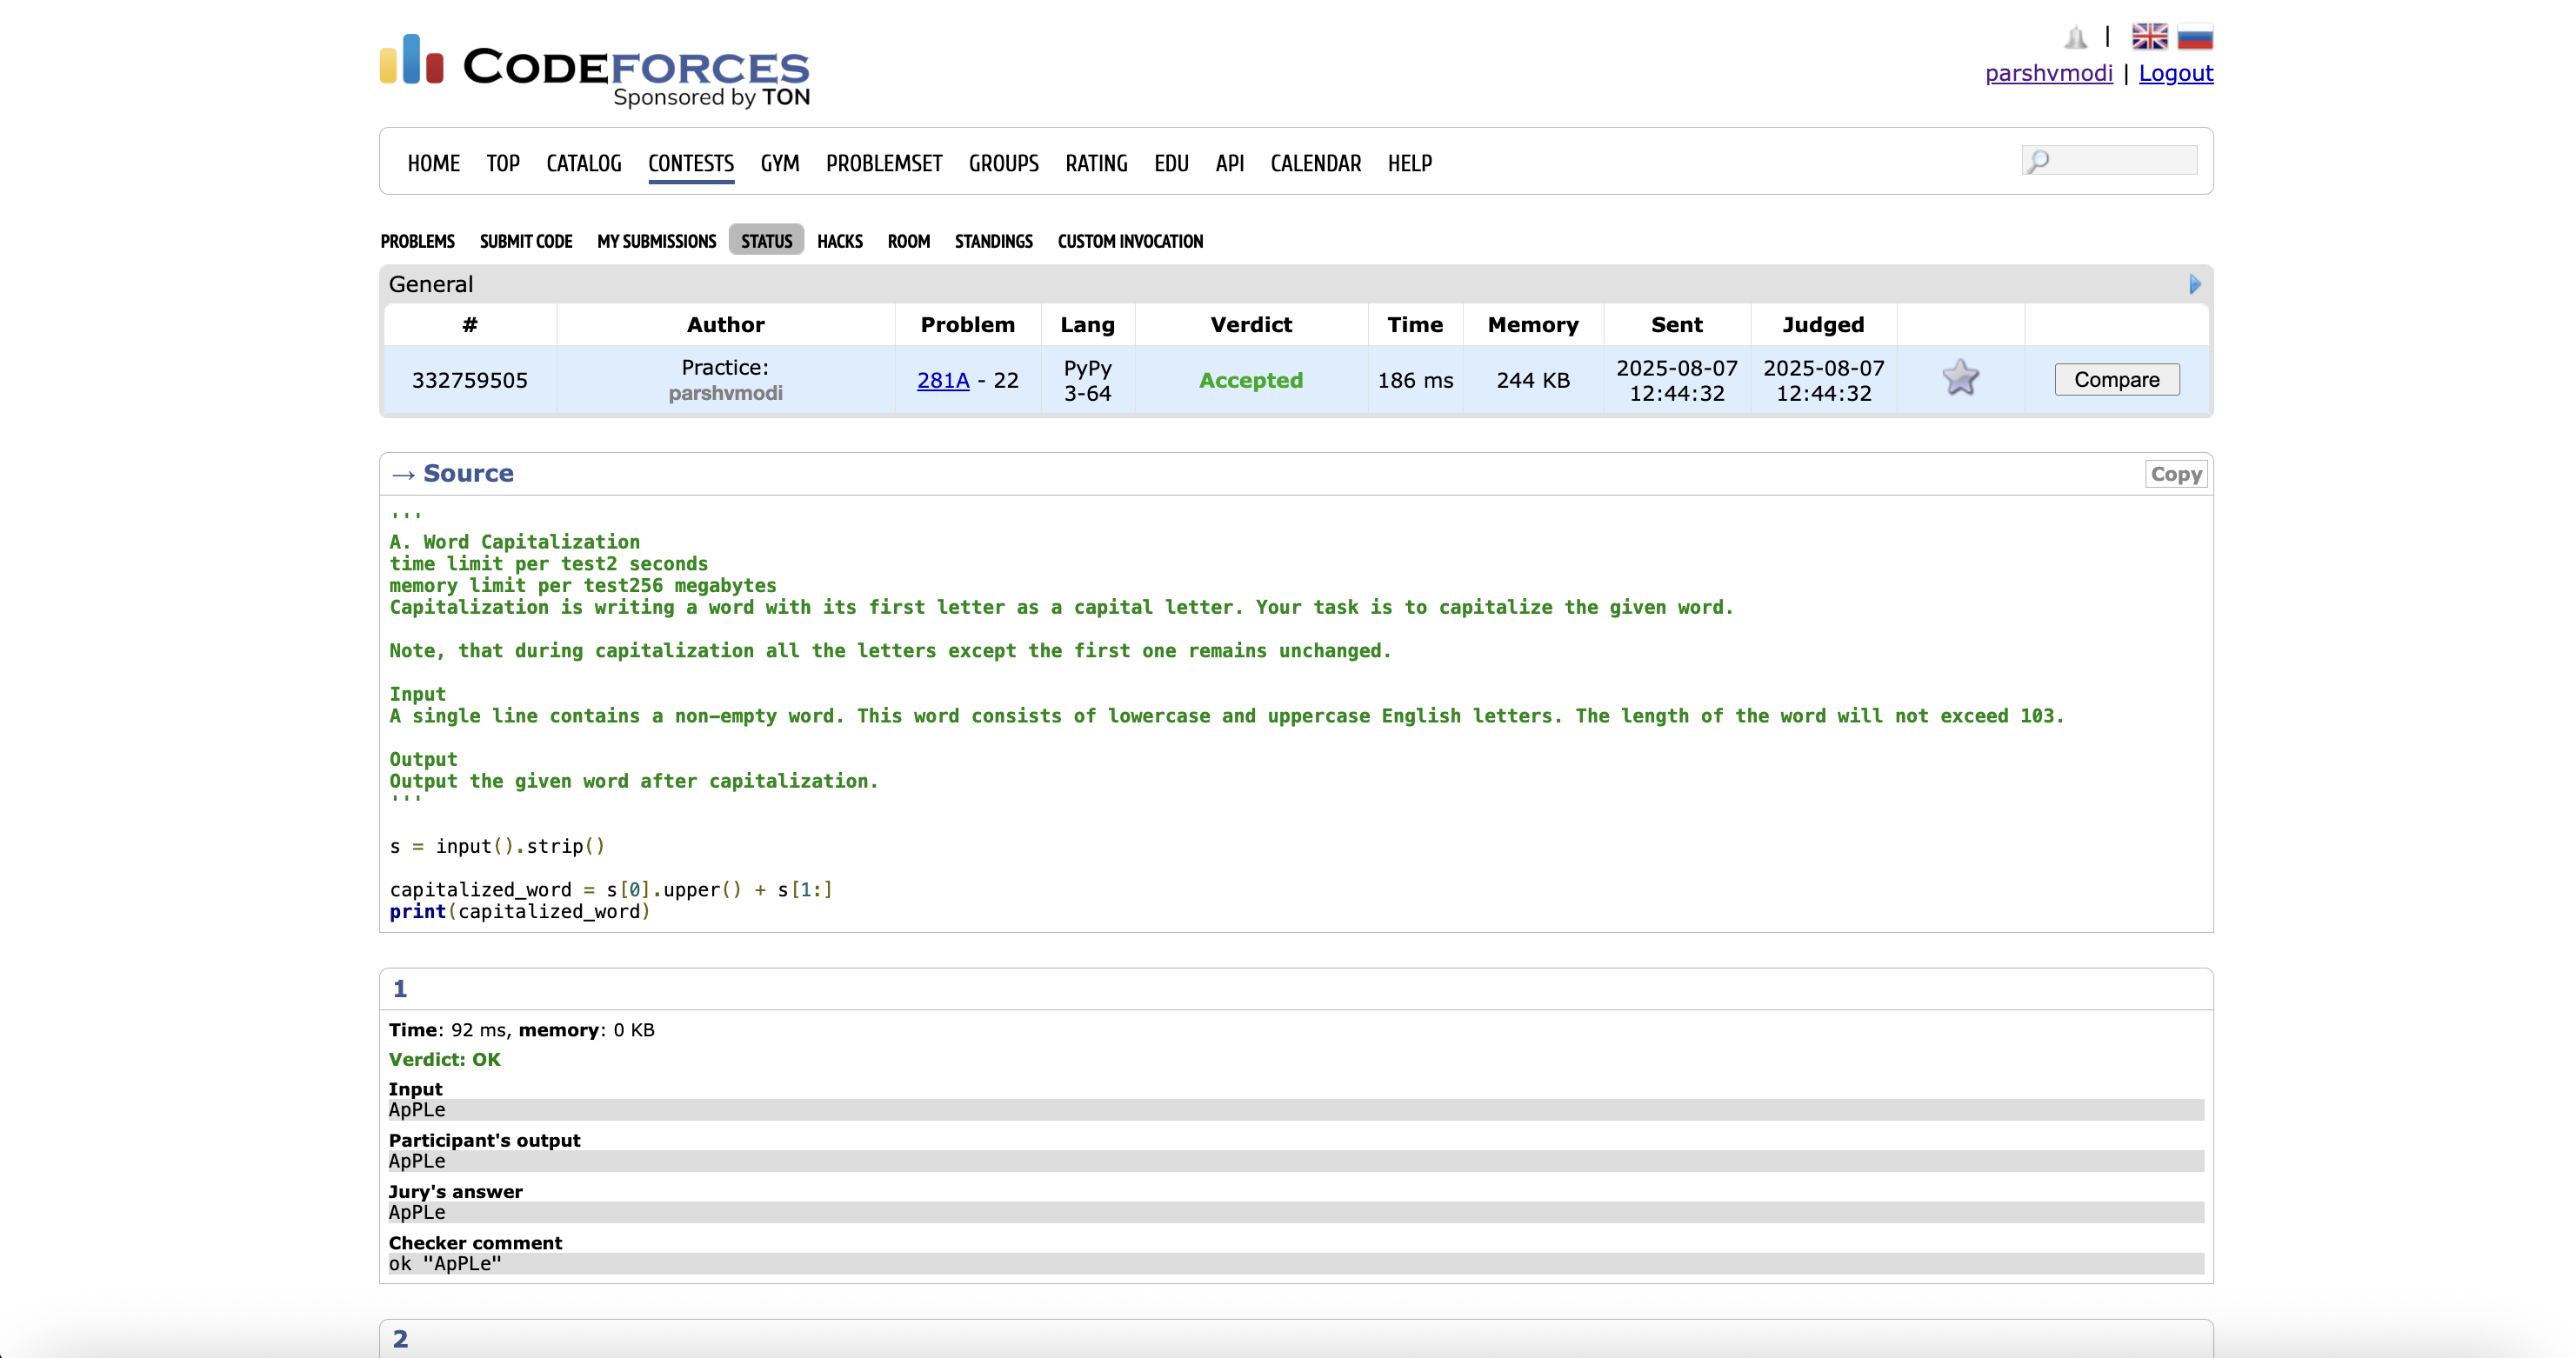 CODEFORCES
Sponsored by TON
|
parshvmodi | Logout
HOME TOP CATALOG CONTESTS GYM PROBLEMSET GROUPS RATING EDU API CALENDAR HELP
PROBLEMS SUBMIT CODE MY SUBMISSIONS STATUS HACKS ROOM STANDINGS CUSTOM INVOCATION
General
# Author Problem Lang Verdict Time Memory Sent Judged
332759505 Practice: parshvmodi 281A - 22 PyPy 3-64 Accepted 186 ms 244 KB 2025-08-07 12:44:32 2025-08-07 12:44:32 Compare
→ Source Copy
'''
A. Word Capitalization
time limit per test2 seconds
memory limit per test256 megabytes
Capitalization is writing a word with its first letter as a capital letter. Your task is to capitalize the given word.
Note, that during capitalization all the letters except the first one remains unchanged.
Input
A single line contains a non-empty word. This word consists of lowercase and uppercase English letters. The length of the word will not exceed 103.
Output
Output the given word after capitalization.
'''
s = input().strip()
capitalized_word = s[0].upper() + s[1:]
print(capitalized_word)
1
Time: 92 ms, memory: 0 KB
Verdict: OK
Input
ApPLe
Participant's output
ApPLe
Jury's answer
ApPLe
Checker comment
ok "ApPLe"
2